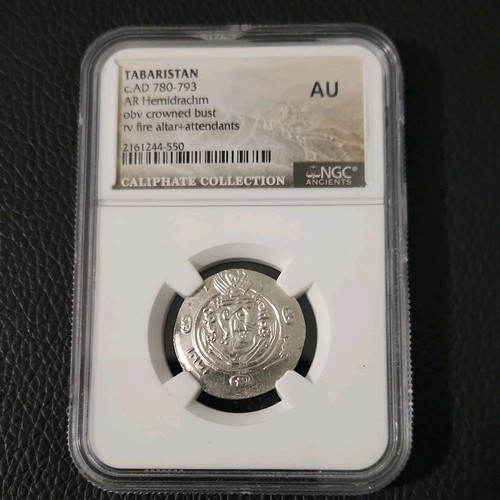 TABARISTAN
c.AD 780-793
AR Hemidrachm
obv crowned bust
rv fire altar+attendants
2161244-550
AU
CALIPHATE COLLECTION
NGC®
ANCIENTS